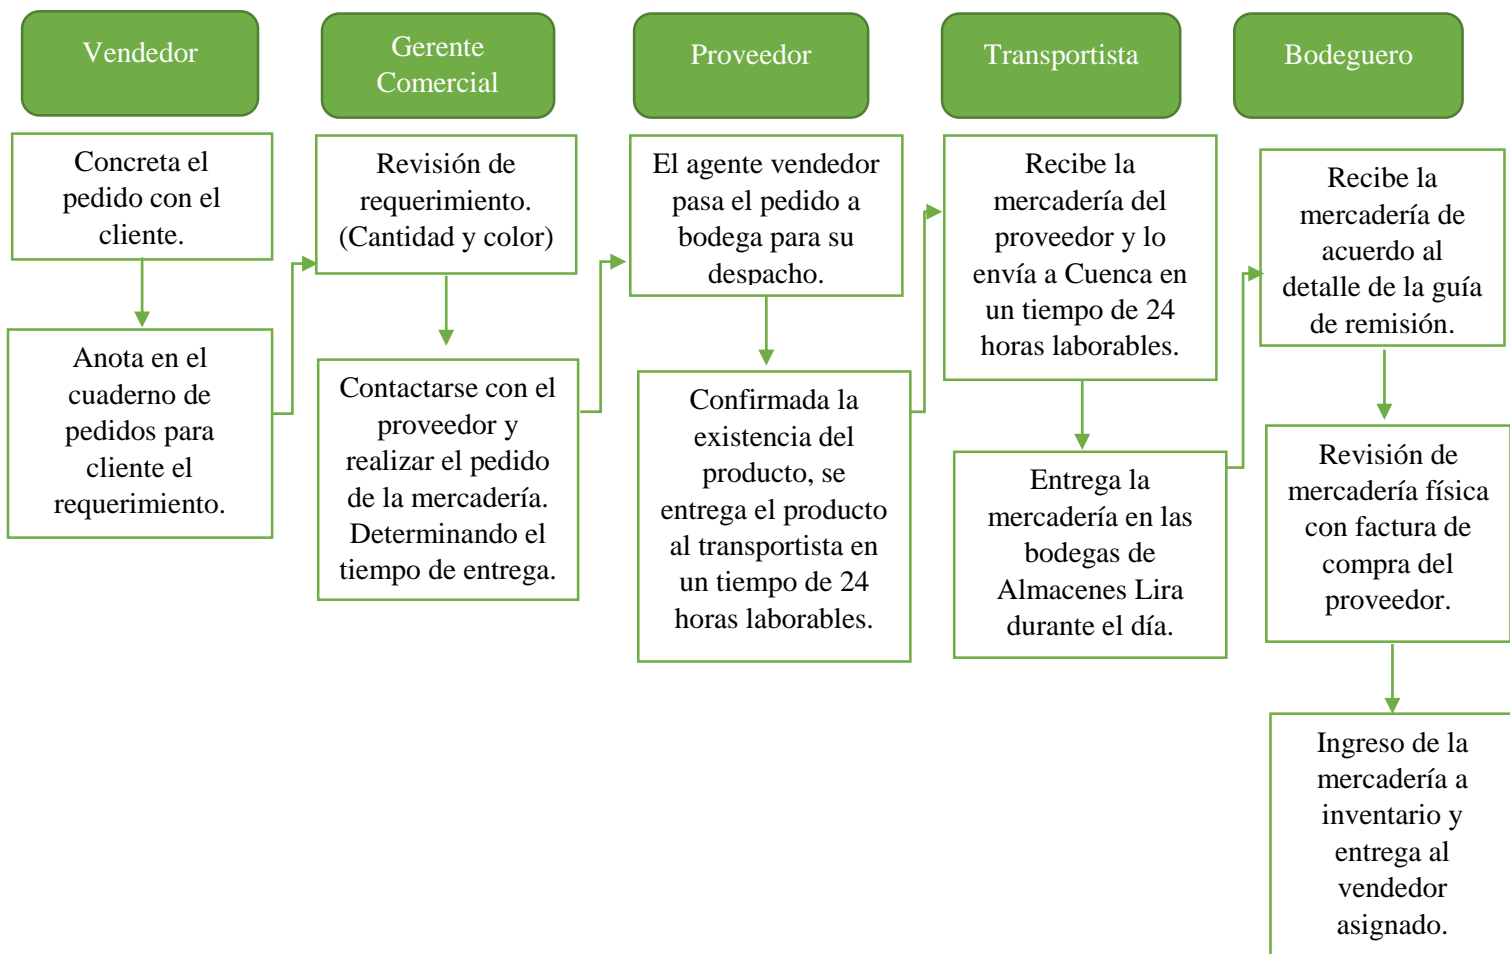 Vendedor
Concreta el
pedido con el
cliente.
Anota en el
cuaderno de
pedidos para
cliente el
requerimiento.
Gerente
Comercial
Revisión de
requerimiento.
(Cantidad y color)
Contactarse con el
proveedor y
realizar el pedido
de la mercadería.
Determinando el
tiempo de entrega.
Proveedor
El agente vendedor
pasa el pedido a
bodega para su
despacho.
Confirmada la
existencia del
producto, se
entrega el producto
al transportista en
un tiempo de 24
horas laborables.
Transportista
Recibe la
mercadería del
proveedor y lo
envía a Cuenca en
un tiempo de 24
horas laborables.
Entrega la
mercadería en las
bodegas de
Almacenes Lira
durante el día.
Bodeguero
Recibe la
mercadería de
acuerdo al
detalle de la guía
de remisión.
Revisión de
mercadería física
con factura de
compra del
proveedor.
Ingreso de la
mercadería a
inventario y
entrega al
vendedor
asignado.